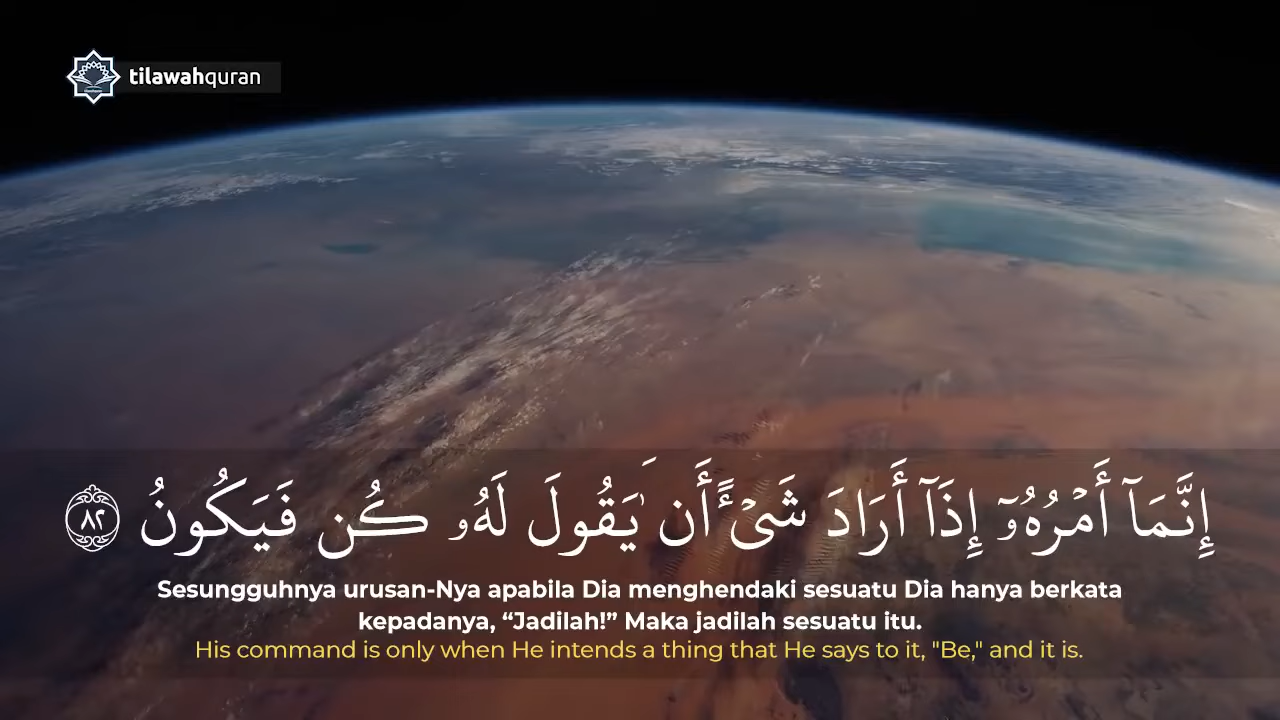 tilawahquran
إِنَّمَآ أَمْرُهُۥٓ إِذَآ أَرَادَ شَىْـًٔ أَن يَقُولَ لَهُۥ كُن فَيَكُونُ ٨٢
Sesungguhnya urusan-Nya apabila Dia menghendaki sesuatu Dia hanya berkata
kepadanya, “Jadilah!” Maka jadilah sesuatu itu.
His command is only when He intends a thing that He says to it, "Be," and it is.